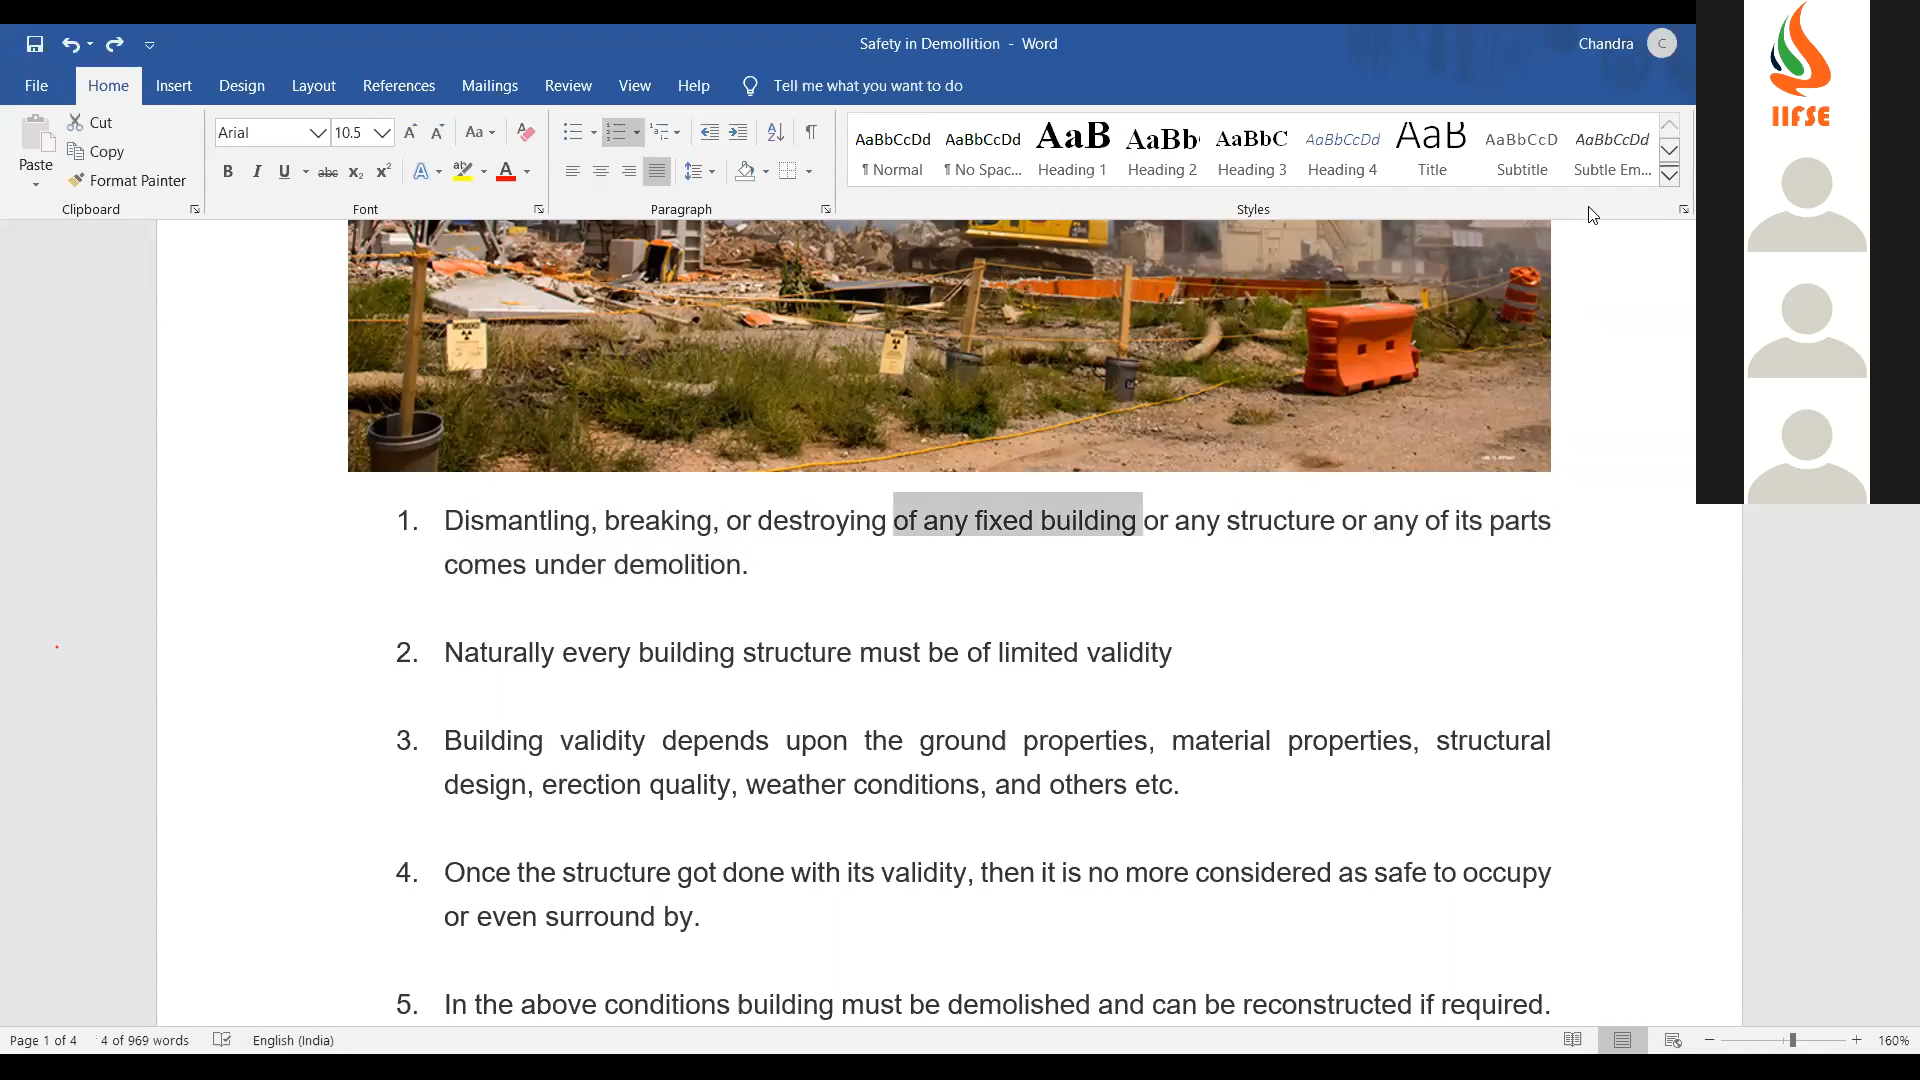 Safety in Demollition - Word
Chandra
C
File
Home
Insert
Design
Layout
References
Mailings
Review
View
Help
Tell me what you want to do
Paste
Cut
Copy
Format Painter
Clipboard
Arial
10.5
Aa
B I U abc x₂ x²
A
Font
Paragraph
AaBbCcDd
¶ Normal
AaBbCcDd
¶ No Spac...
AaB
Heading 1
AaBb
Heading 2
AaBbC
Heading 3
AaBbCcDd
Heading 4
AaB
Title
AaBbCcD
Subtitle
AaBbCcDd
Subtle Em...
Styles
IIFSE
CAUTION
1. Dismantling, breaking, or destroying of any fixed building or any structure or any of its parts
comes under demolition.
2. Naturally every building structure must be of limited validity
3. Building validity depends upon the ground properties, material properties, structural
design, erection quality, weather conditions, and others etc.
4. Once the structure got done with its validity, then it is no more considered as safe to occupy
or even surround by.
5. In the above conditions building must be demolished and can be reconstructed if required.
Page 1 of 4
4 of 969 words
English (India)
160%